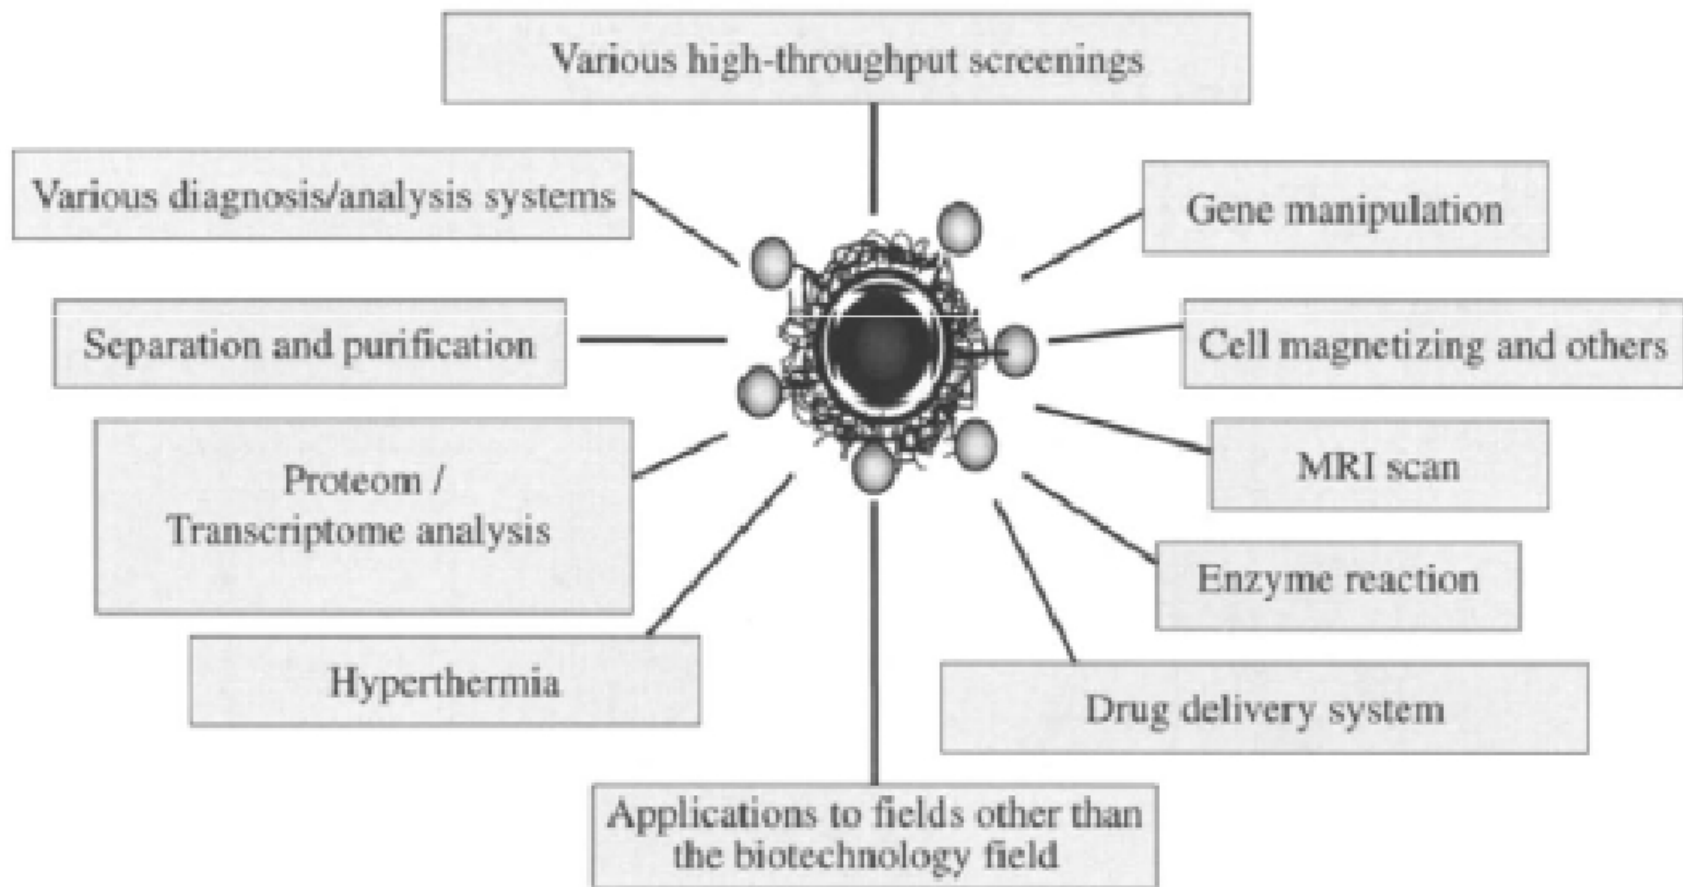 Various high-throughput screenings
Various diagnosis/analysis systems
Gene manipulation
Separation and purification
Cell magnetizing and others
Proteom /
Transcriptome analysis
MRI scan
Enzyme reaction
Hyperthermia
Drug delivery system
Applications to fields other than
the biotechnology field